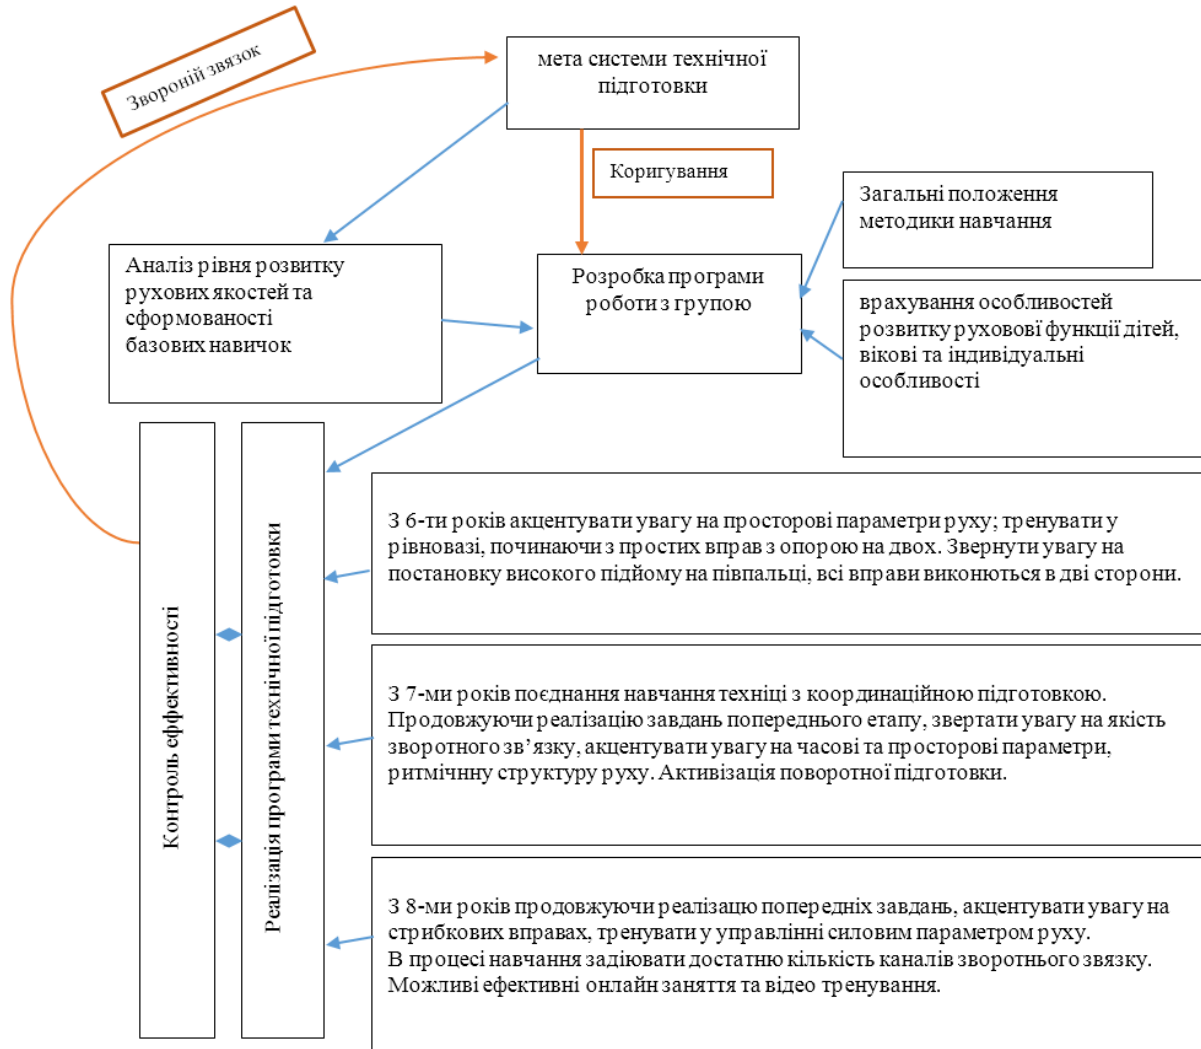 Звороній звязок
мета системи технічної
підготовки
Коригування
Загальні положення
методики навчання
Аналіз рівня розвитку
рухових якостей та
сформованості
базових навичок
Розробка програми
роботи з групою
врахування особливостей
розвитку руховової функції дітей,
вікові та індивідуальні
особливості
Контроль ефективності
Реалізація програми технічної підготовки
З 6-ти років акцентувати увагу на просторові параметри руху; тренувати у
рівновазі, починаючи з простих вправ з опорою на двох. Звернути увагу на
постановку високого підйому на півпальці, всі вправи виконються в дві сторони.
З 7-ми років поєднання навчання техніці з координаційною підготовкою.
Продовжуючи реалізацію завдань попереднього етапу, звертати увагу на якість
зворотного зв’язку, акцентувати увагу на часові та просторові параметри,
ритмічнну структуру руху. Активізація поворотної підготовки.
З 8-ми років продовжуючи реалізацю попередніх завдань, акцентувати увагу на
стрибкових вправах, тренувати у управлінні силовим параметром руху.
В процесі навчання задіювати достатню кількість каналів зворотнього звязку.
Можливі ефективні онлайн заняття та відео тренування.